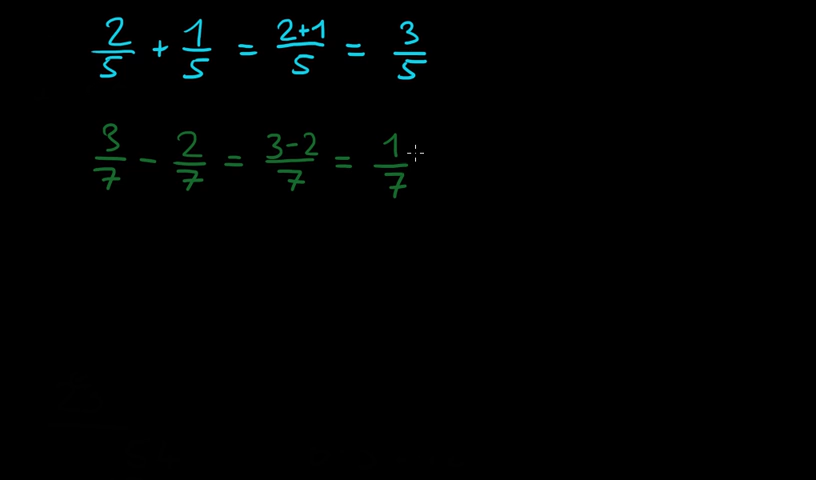 2/5 + 1/5 = 2+1/5 = 3/5
3/7 - 2/7 = 3-2/7 = 1/7